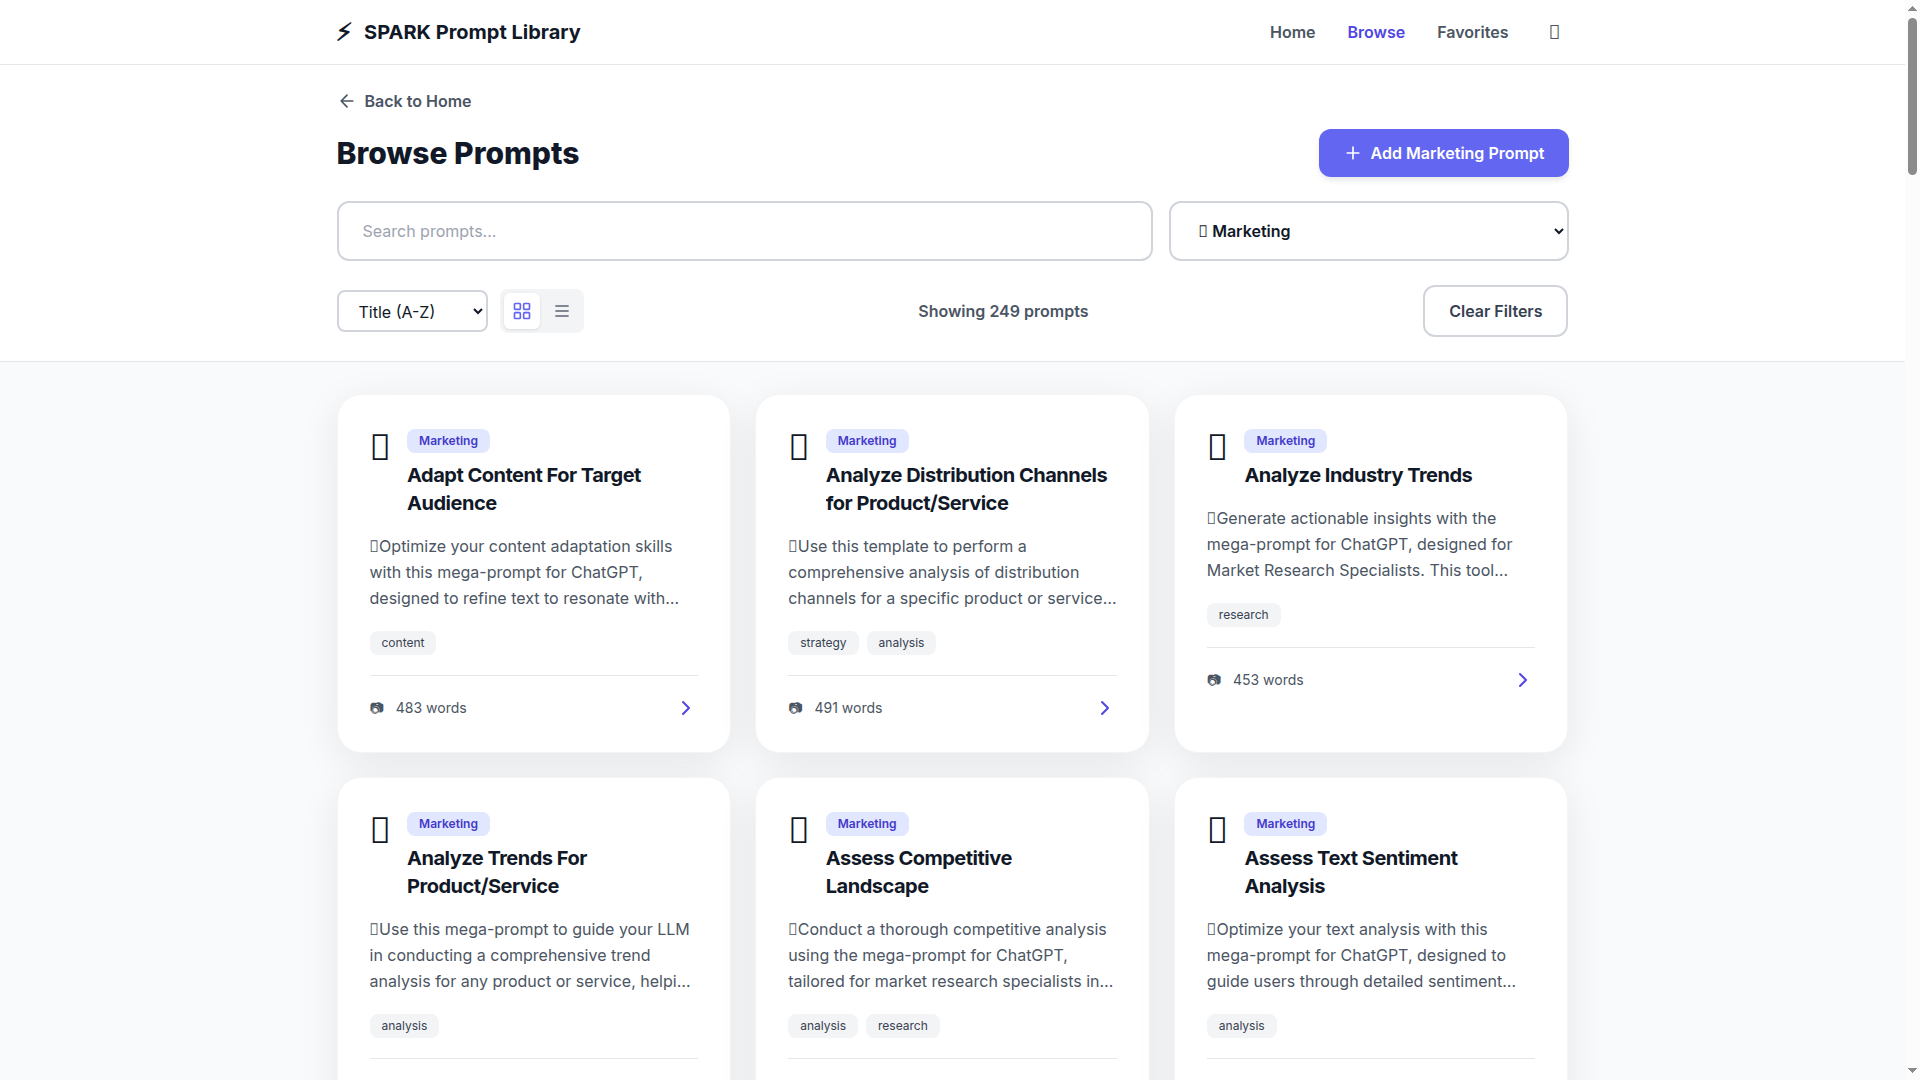 SPARK Prompt Library
Home
Browse
Favorites
Back to Home
Browse Prompts
Add Marketing Prompt
Search prompts...
Marketing
Title (A-Z)
Showing 249 prompts
Clear Filters
Marketing
Adapt Content For Target
Audience
Optimize your content adaptation skills
with this mega-prompt for ChatGPT,
designed to refine text to resonate with...
content
483 words
Marketing
Analyze Distribution Channels
for Product/Service
Use this template to perform a
comprehensive analysis of distribution
channels for a specific product or service...
strategy
analysis
491 words
Marketing
Analyze Industry Trends
Generate actionable insights with the
mega-prompt for ChatGPT, designed for
Market Research Specialists. This tool...
research
453 words
Marketing
Analyze Trends For
Product/Service
Use this mega-prompt to guide your LLM
in conducting a comprehensive trend
analysis for any product or service, helpi...
analysis
Marketing
Assess Competitive
Landscape
Conduct a thorough competitive analysis
using the mega-prompt for ChatGPT,
tailored for market research specialists in...
analysis
research
Marketing
Assess Text Sentiment
Analysis
Optimize your text analysis with this
mega-prompt for ChatGPT, designed to
guide users through detailed sentiment...
analysis